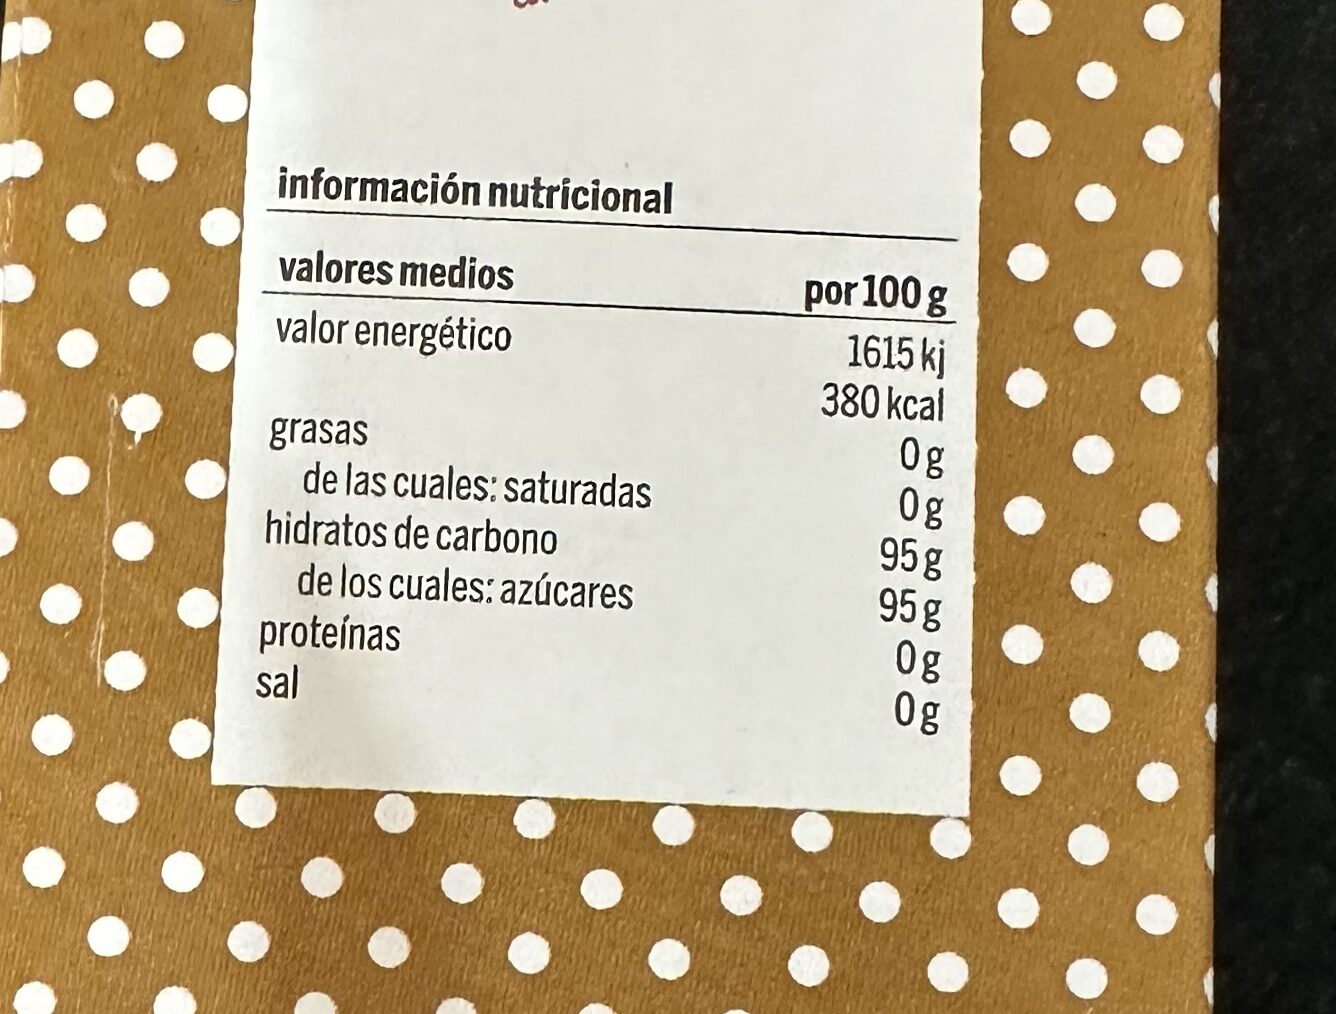 información nutricional
valores medios por 100 g
valor energético 1615 kj
380 kcal
grasas 0 g
de las cuales: saturadas 0 g
hidratos de carbono 95 g
de los cuales: azúcares 95 g
proteínas 0 g
sal 0 g